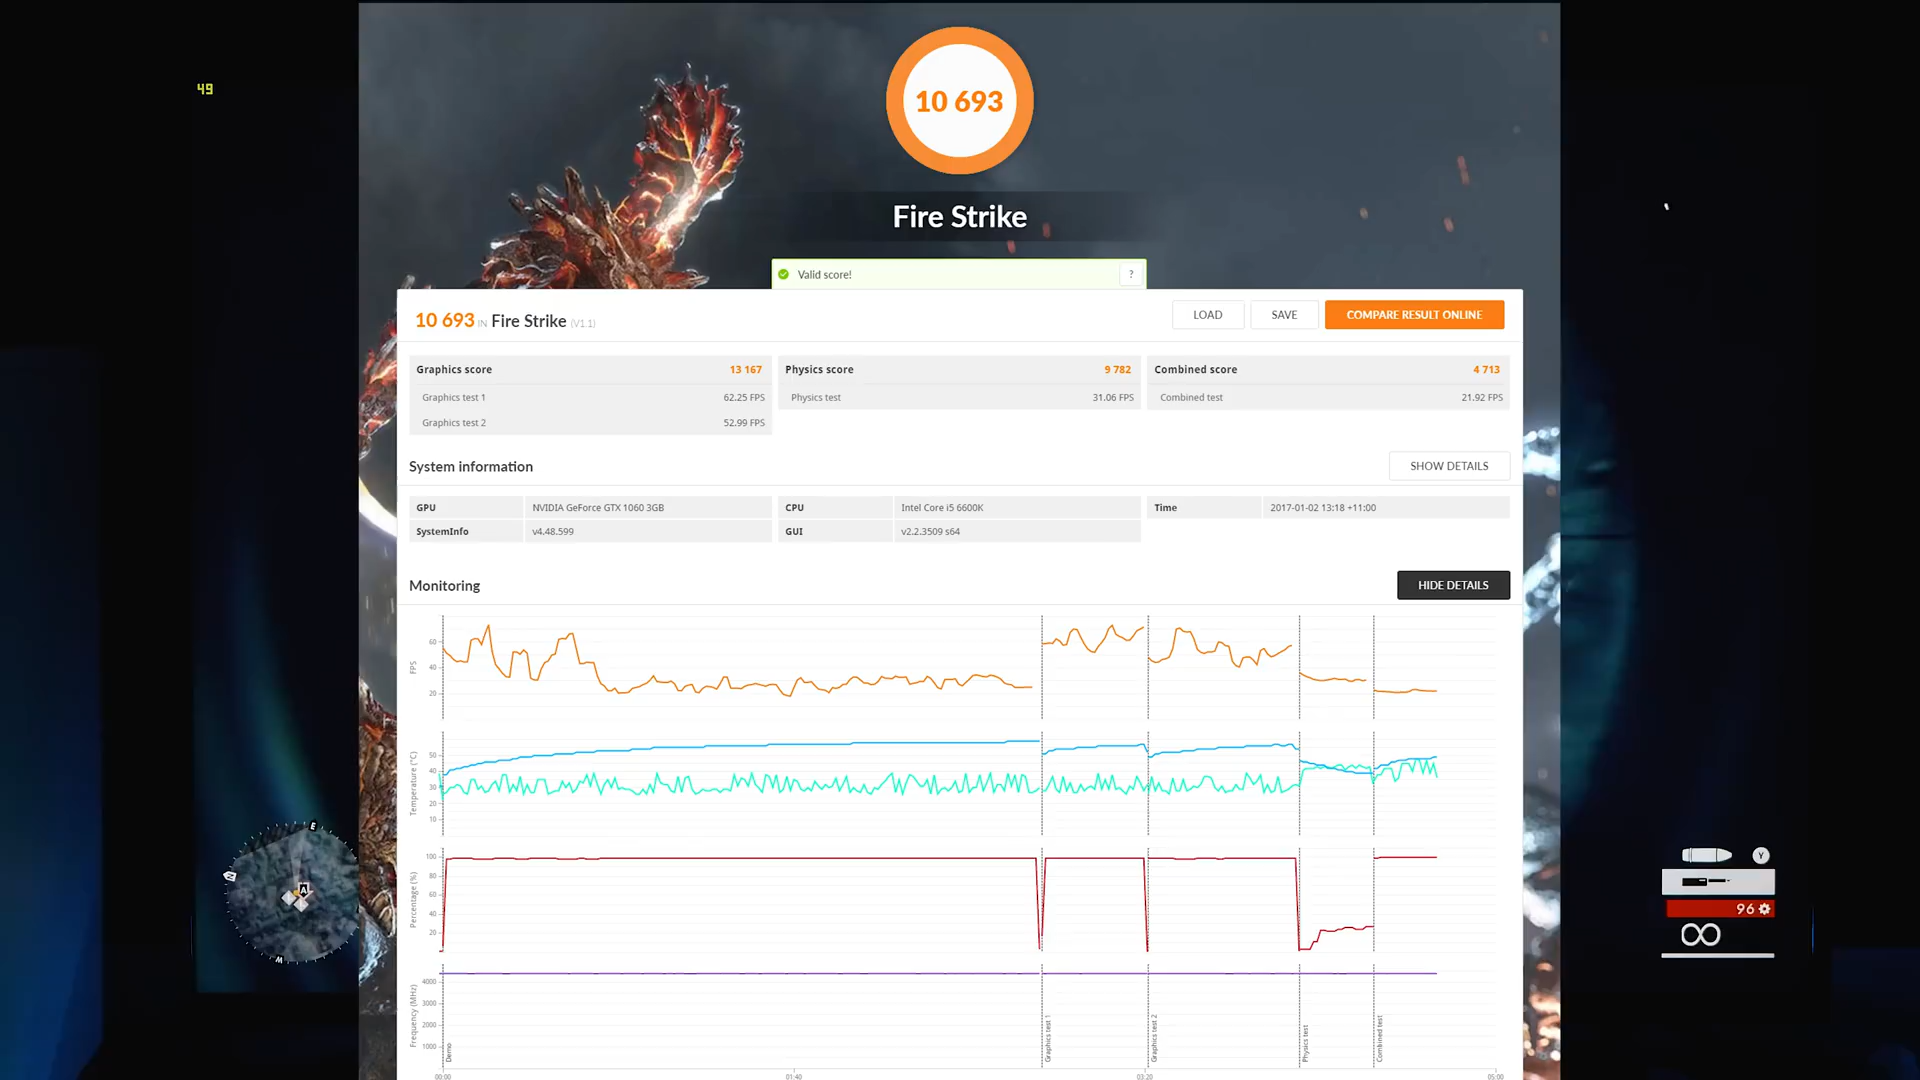 49
10 693
Fire Strike
Valid score!
?
10 693 IN Fire Strike (V1.1)
LOAD
SAVE
COMPARE RESULT ONLINE
Graphics score 13 167
Graphics test 1 62.25 FPS
Graphics test 2 52.99 FPS
Physics score 9 782
Physics test 31.06 FPS
Combined score 4 713
Combined test 21.92 FPS
System information
SHOW DETAILS
GPU NVIDIA GeForce GTX 1060 3GB
CPU Intel Core i5 6600K
Time 2017-01-02 13:18 +11:00
SystemInfo v4.48.599
GUI v2.2.3509 s64
Monitoring
HIDE DETAILS
FPS
60
40
20
Temperature (°C)
50
40
30
20
10
Percentage (%)
100
80
60
40
20
Frequency (MHz)
4000
3000
2000
1000
Demo
Graphics test 1
Graphics test 2
Physics test
Combined test
00:00
01:40
03:20
05:00
E
A
W
Y
96